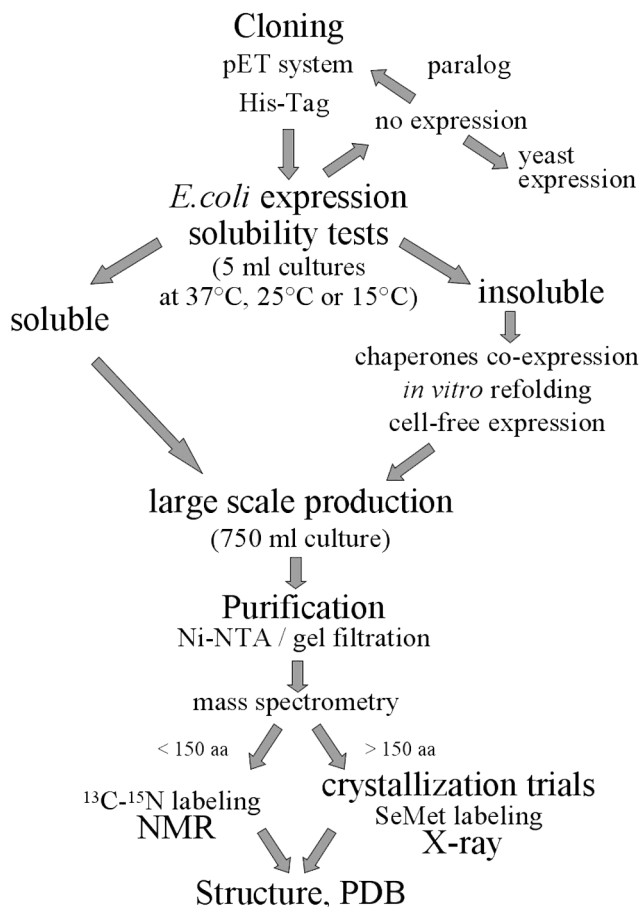 Cloning
pET system
paralog
His-Tag
no expression
yeast
expression
E.coli expression
solubility tests
(5 ml cultures
at 37°C, 25°C or 15°C)
soluble
insoluble
chaperones co-expression
in vitro refolding
cell-free expression
large scale production
(750 ml culture)
Purification
Ni-NTA / gel filtration
mass spectrometry
< 150 aa
> 150 aa
¹³C-¹⁵N labeling
NMR
crystallization trials
SeMet labeling
X-ray
Structure, PDB